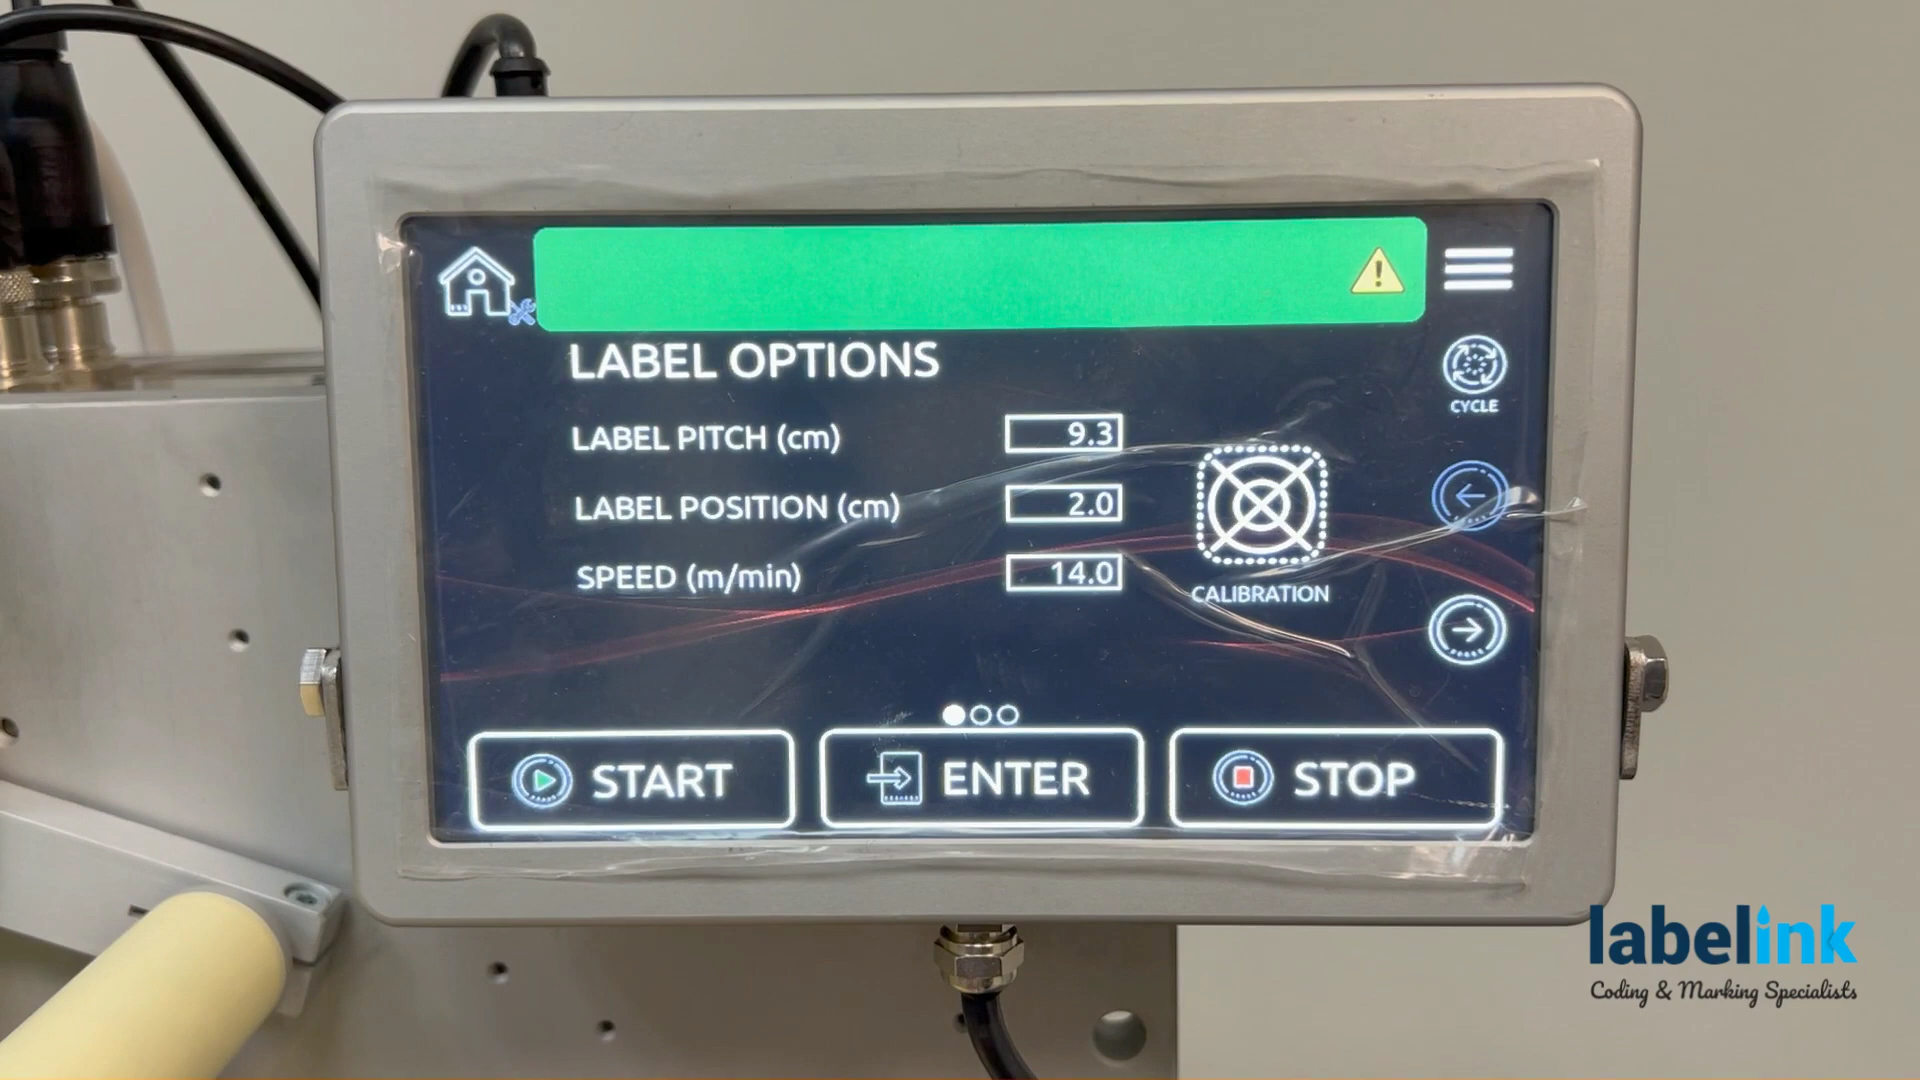 LABEL OPTIONS
CYCLE
LABEL PITCH (cm) 9.3
LABEL POSITION (cm) 2.0
SPEED (m/min) 14.0
CALIBRATION
START
ENTER
STOP
labelink
Coding & Marking Specialists